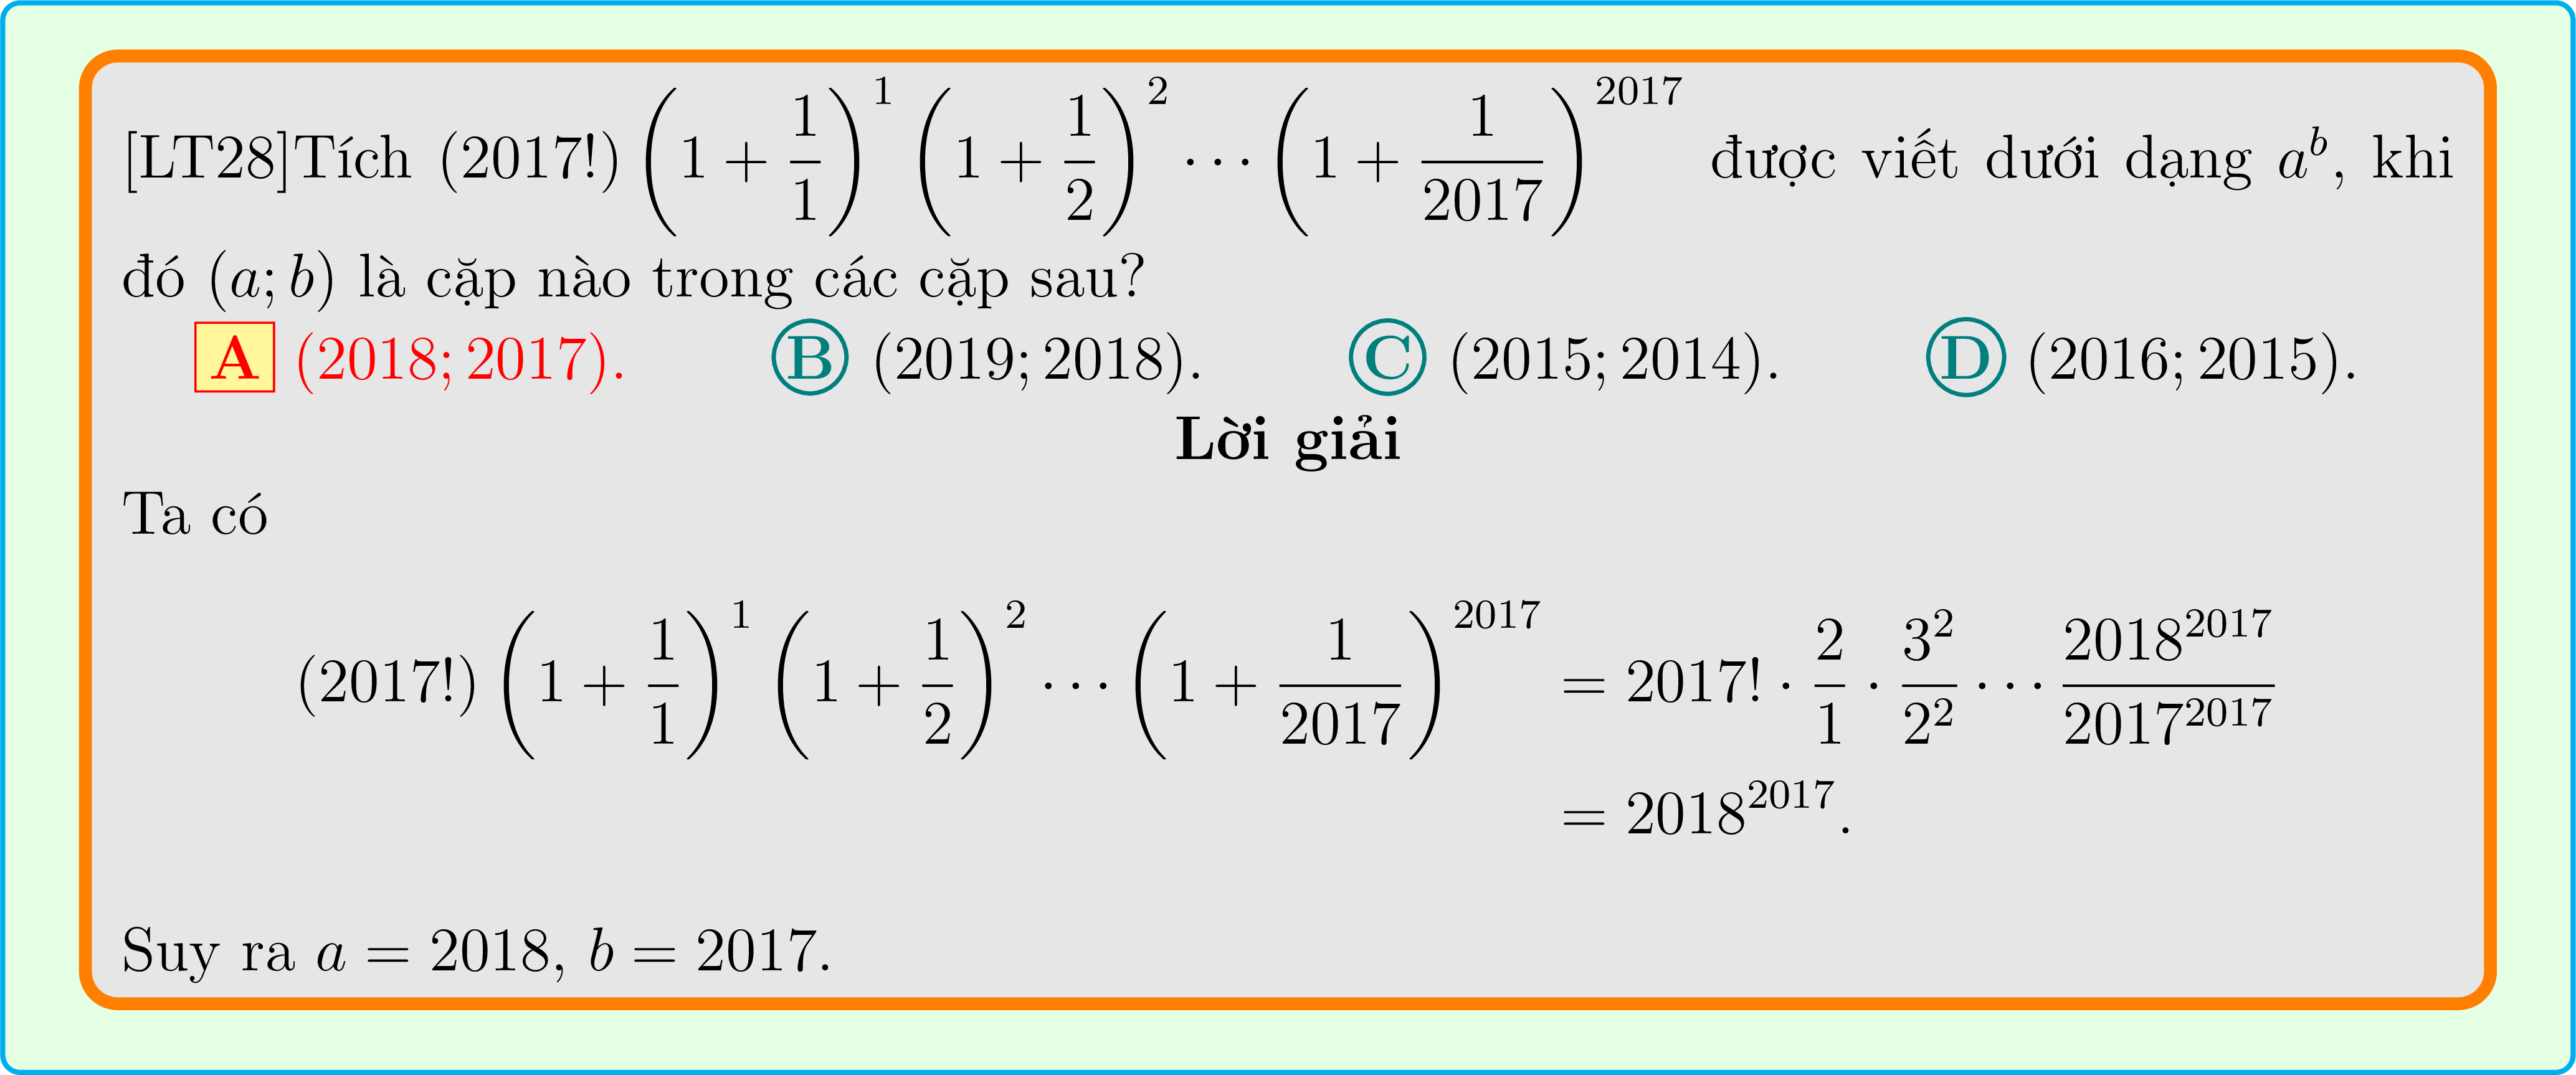 [LT28]Tích $(2017!)\left(1+\frac{1}{1}\right)^{1}\left(1+\frac{1}{2}\right)^{2}\cdots\left(1+\frac{1}{2017}\right)^{2017}$ được viết dưới dạng $a^{b}$, khi
đó $(a;b)$ là cặp nào trong các cặp sau?
A (2018; 2017). B (2019; 2018). C (2015; 2014). D (2016; 2015).
Lời giải
Ta có
$(2017!)\left(1+\frac{1}{1}\right)^{1}\left(1+\frac{1}{2}\right)^{2}\cdots\left(1+\frac{1}{2017}\right)^{2017} = 2017!\cdot\frac{2}{1}\cdot\frac{3^{2}}{2^{2}}\cdots\frac{2018^{2017}}{2017^{2017}}$
$= 2018^{2017}.$
Suy ra $a = 2018$, $b = 2017$.